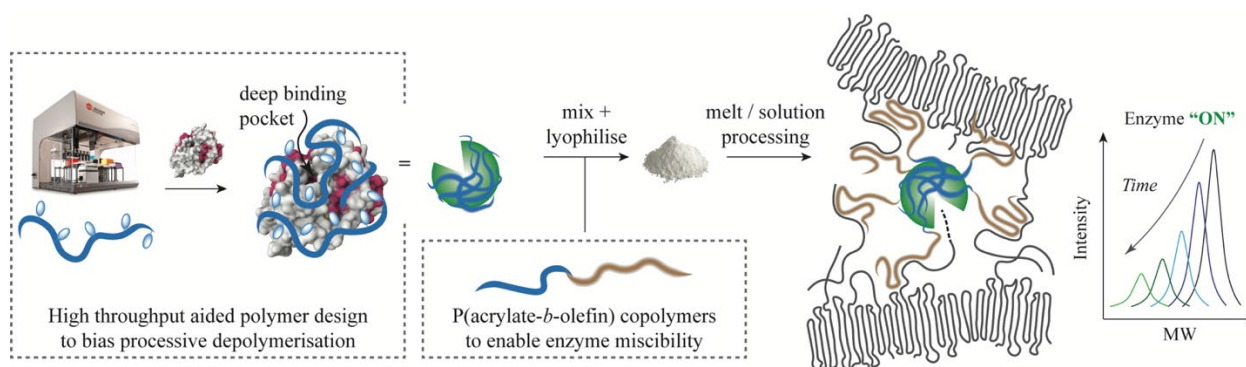 deep binding
pocket
=
High throughput aided polymer design
to bias processive depolymerisation
mix +
lyophilise
P(acrylate-b-olefin) copolymers
to enable enzyme miscibility
melt / solution
processing
Enzyme “ON”
Time
Intensity
MW